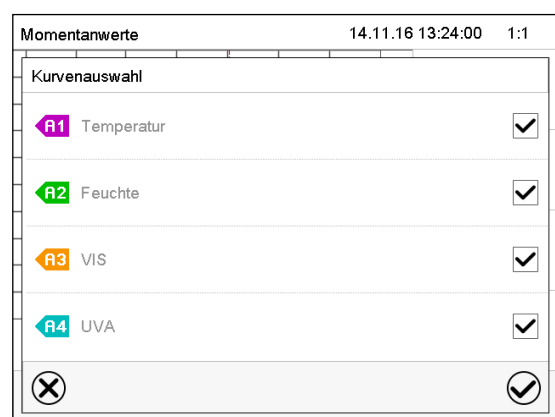 Momentanwerte 14.11.16 13:24:00 1:1
Kurvenauswahl
A1 Temperatur
A2 Feuchte
A3 VIS
A4 UVA